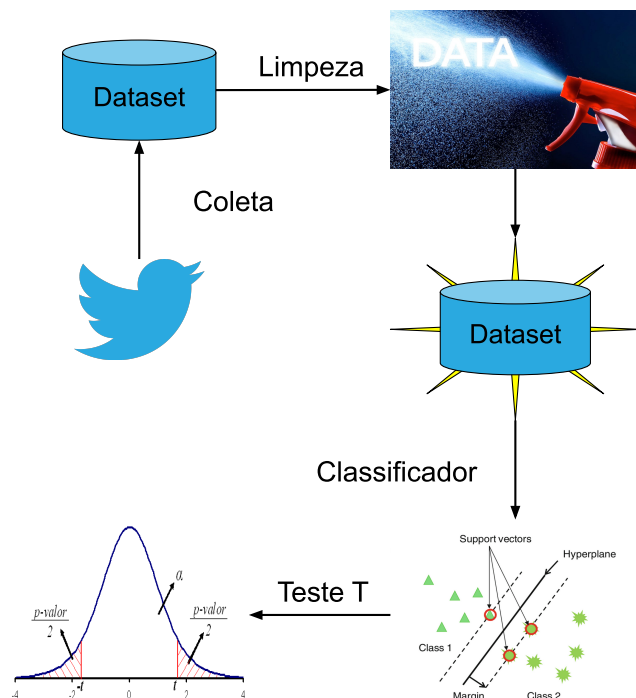 Limpeza
DATA
Dataset
Coleta
Dataset
Classificador
Support vectors
Hyperplane
Class 1
Margin
Class 2
Teste T
α
p-valor
2
p-valor
2
-t
t
-4
-2
0
2
4